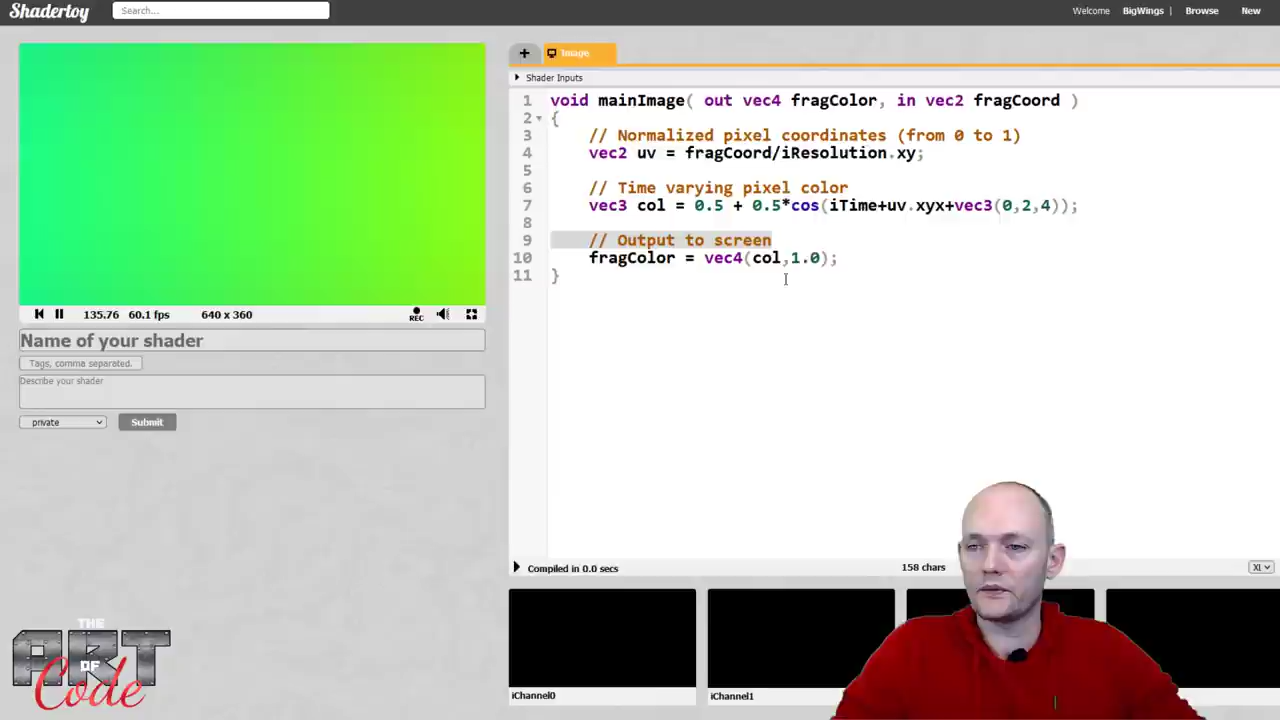 Shadertoy
Search...
Welcome BigWings | Browse New
+ Image
Shader Inputs
1 void mainImage( out vec4 fragColor, in vec2 fragCoord )
2 {
3 // Normalized pixel coordinates (from 0 to 1)
4 vec2 uv = fragCoord/iResolution.xy;
5
6 // Time varying pixel color
7 vec3 col = 0.5 + 0.5*cos(iTime+uv.xyx+vec3(0,2,4));
8
9 // Output to screen
10 fragColor = vec4(col,1.0);
11 }
135.76 60.1 fps 640 x 360 REC
Name of your shader
Tags, comma separated.
Describe your shader
private Submit
Compiled in 0.0 secs 158 chars Xl
iChannel0 iChannel1
THE
ART
OF
Code